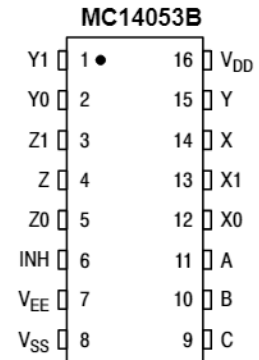 MC14053B
Y1 1 16 VDD
Y0 2 15 Y
Z1 3 14 X
Z 4 13 X1
Z0 5 12 X0
INH 6 11 A
VEE 7 10 B
VSS 8 9 C